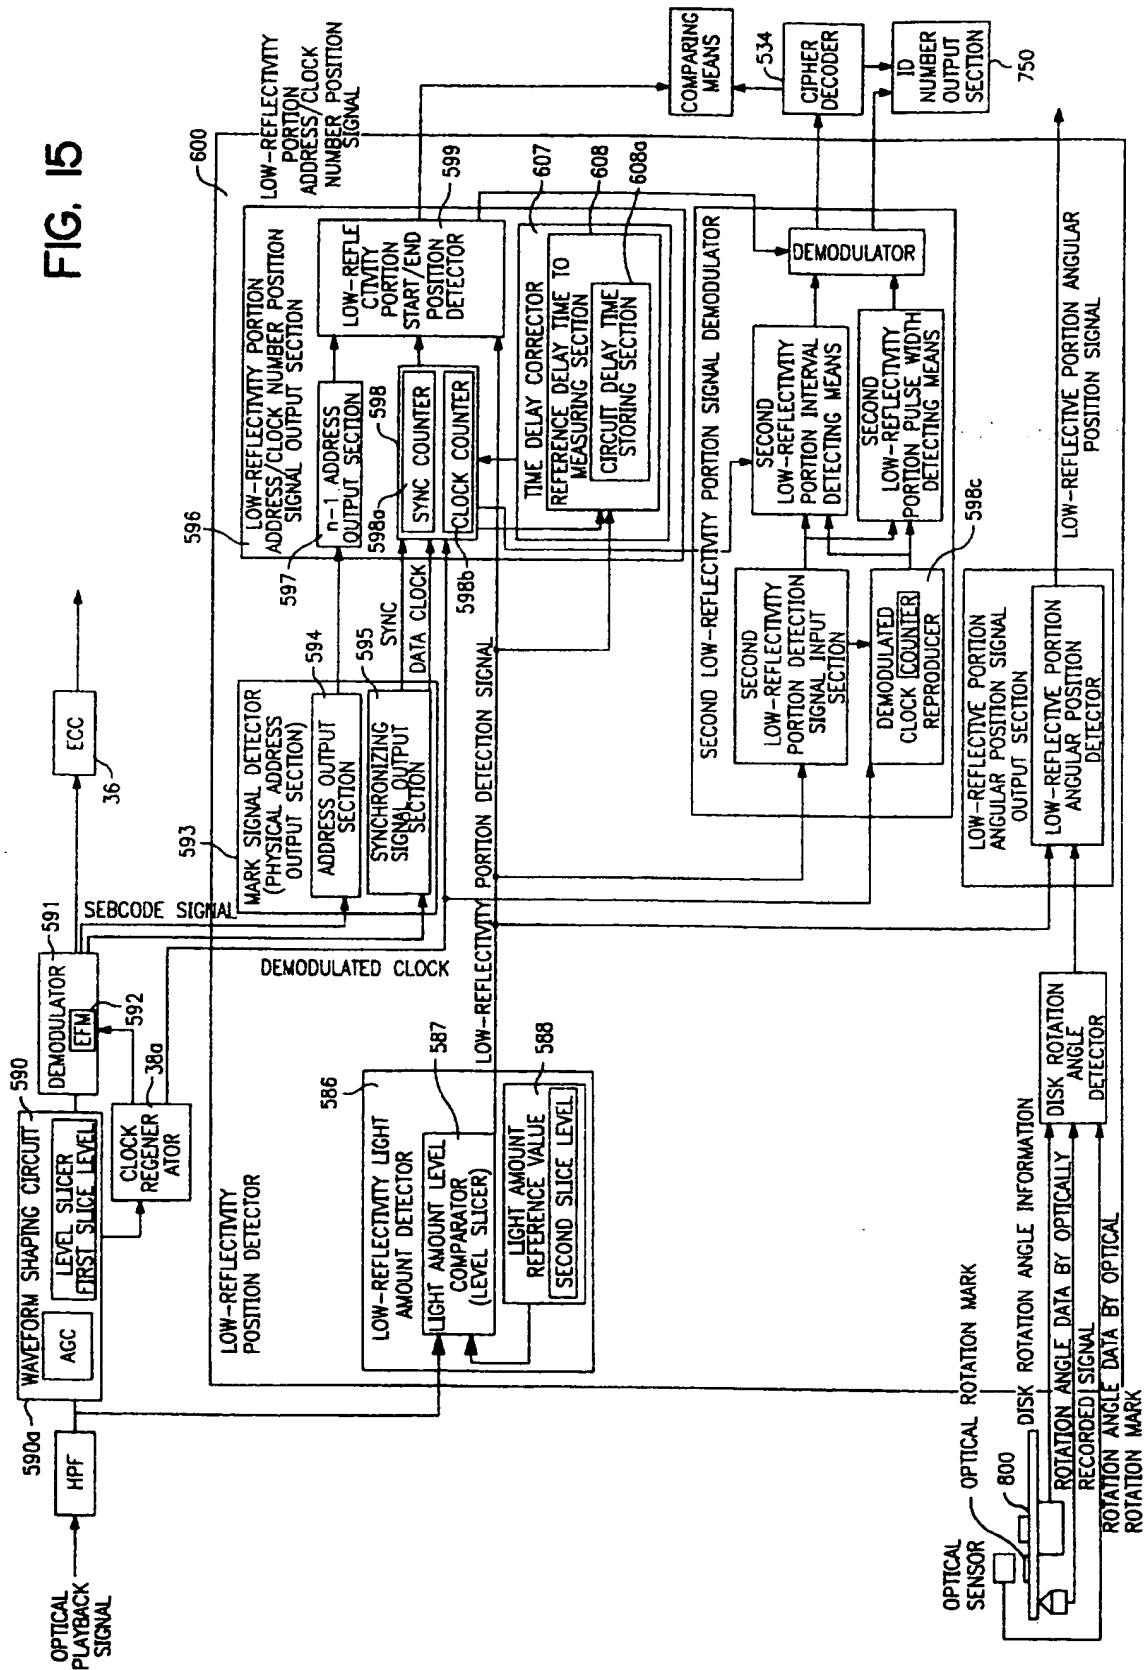 FIG. 15
OPTICAL
PLAYBACK
SIGNAL
HPF
590a
WAVEFORM SHAPING CIRCUIT
590
AGC
LEVEL SLICER
FIRST SLICE LEVEL
CLOCK
REGENER
ATOR
38a
DEMODULATOR
591
EFM
592
ECC
36
SEBCODE SIGNAL
DEMODULATED CLOCK
600
LOW-REFLECTIVITY
POSITION DETECTOR
586
LOW-REFLECTIVITY LIGHT
AMOUNT DETECTOR
587
LIGHT AMOUNT LEVEL
COMPARATOR
(LEVEL SLICER)
588
LIGHT AMOUNT
REFERENCE VALUE
SECOND SLICE LEVEL
LOW-REFLECTIVITY PORTION DETECTION SIGNAL
593
MARK SIGNAL DETECTOR
(PHYSICAL ADDRESS
OUTPUT SECTION)
594
ADDRESS OUTPUT
SECTION
595
SYNCHRONIZING
SIGNAL OUTPUT
SECTION
SYNC
DATA CLOCK
596
LOW-REFLECTIVITY PORTION
ADDRESS/CLOCK NUMBER POSITION
SIGNAL OUTPUT SECTION
597
n-1 ADDRESS
OUTPUT SECTION
598
598a
SYNC COUNTER
598b
CLOCK COUNTER
599
LOW-REFLE
CTIVITY
PORTION
START/END
POSITION
DETECTOR
LOW-REFLECTIVITY
PORTION
ADDRESS/CLOCK
NUMBER POSITION
SIGNAL
607
TIME DELAY CORRECTOR
608
REFERENCE DELAY TIME TO
MEASURING SECTION
608a
CIRCUIT DELAY TIME
STORING SECTION
COMPARING
MEANS
534
CIPHER
DECODER
ID
NUMBER
OUTPUT
SECTION
750
SECOND LOW-REFLECTIVITY PORTION SIGNAL DEMODULATOR
SECOND
LOW-REFLECTIVITY
PORTION DETECTION
SIGNAL INPUT
SECTION
DEMODULATED
CLOCK COUNTER
REPRODUCER
598c
SECOND
LOW-REFLECTIVITY
PORTION INTERVAL
DETECTING MEANS
SECOND
LOW-REFLECTIVITY
PORTION PULSE WIDTH
DETECTING MEANS
DEMODULATOR
LOW-REFLECTIVE PORTION
ANGULAR POSITION SIGNAL
OUTPUT SECTION
LOW-REFLECTIVE PORTION
ANGULAR POSITION
DETECTOR
LOW-REFLECTIVE PORTION ANGULAR
POSITION SIGNAL
DISK ROTATION
ANGLE
DETECTOR
OPTICAL
SENSOR
OPTICAL ROTATION MARK
800
DISK ROTATION ANGLE INFORMATION
ROTATION ANGLE DATA BY OPTICALLY
RECORDED SIGNAL
ROTATION ANGLE DATA BY OPTICAL
ROTATION MARK